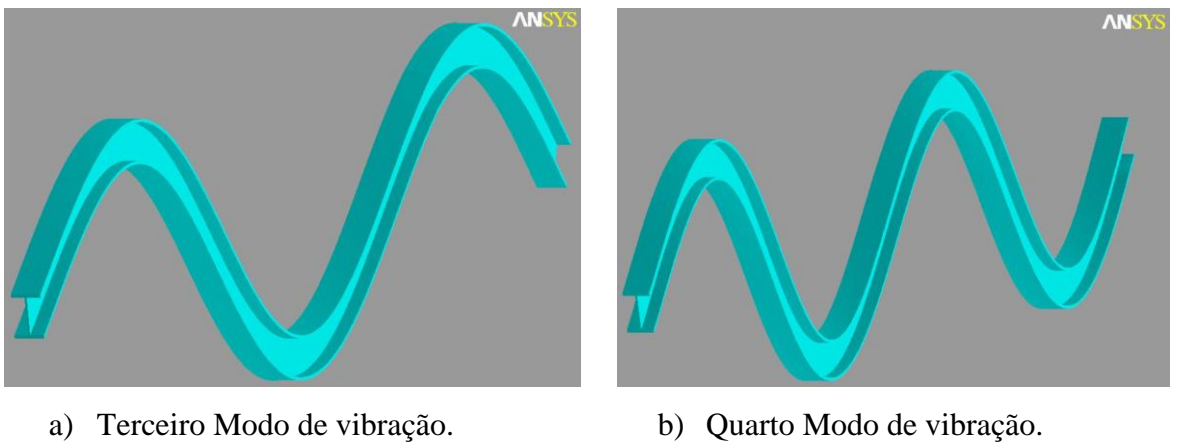 ANSYS
ANSYS
a) Terceiro Modo de vibração.
b) Quarto Modo de vibração.